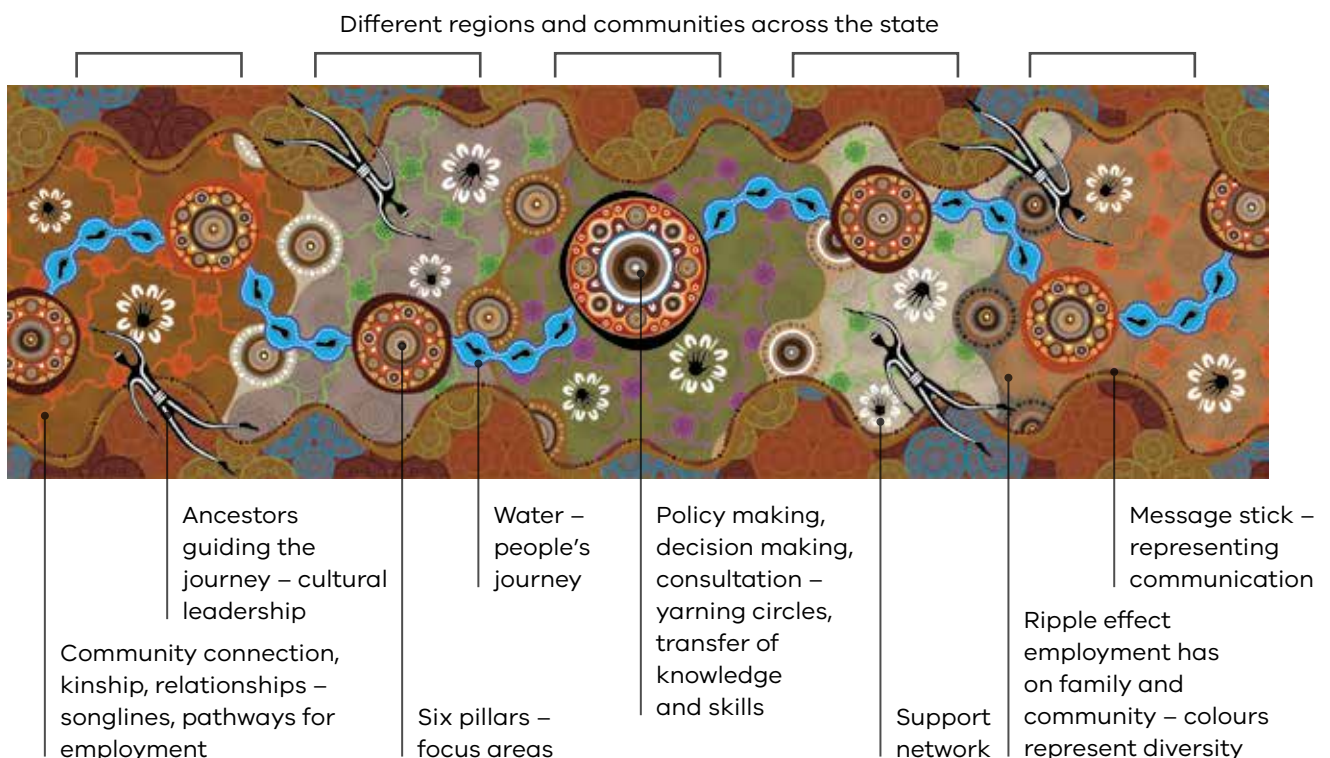 Different regions and communities across the state
Ancestors
guiding the
journey – cultural
leadership
Community connection,
kinship, relationships –
songlines, pathways for
employment
Six pillars –
focus areas
Water –
people's
journey
Policy making,
decision making,
consultation –
yarning circles,
transfer of
knowledge
and skills
Support
network
Ripple effect
employment has
on family and
community – colours
represent diversity
Message stick –
representing
communication